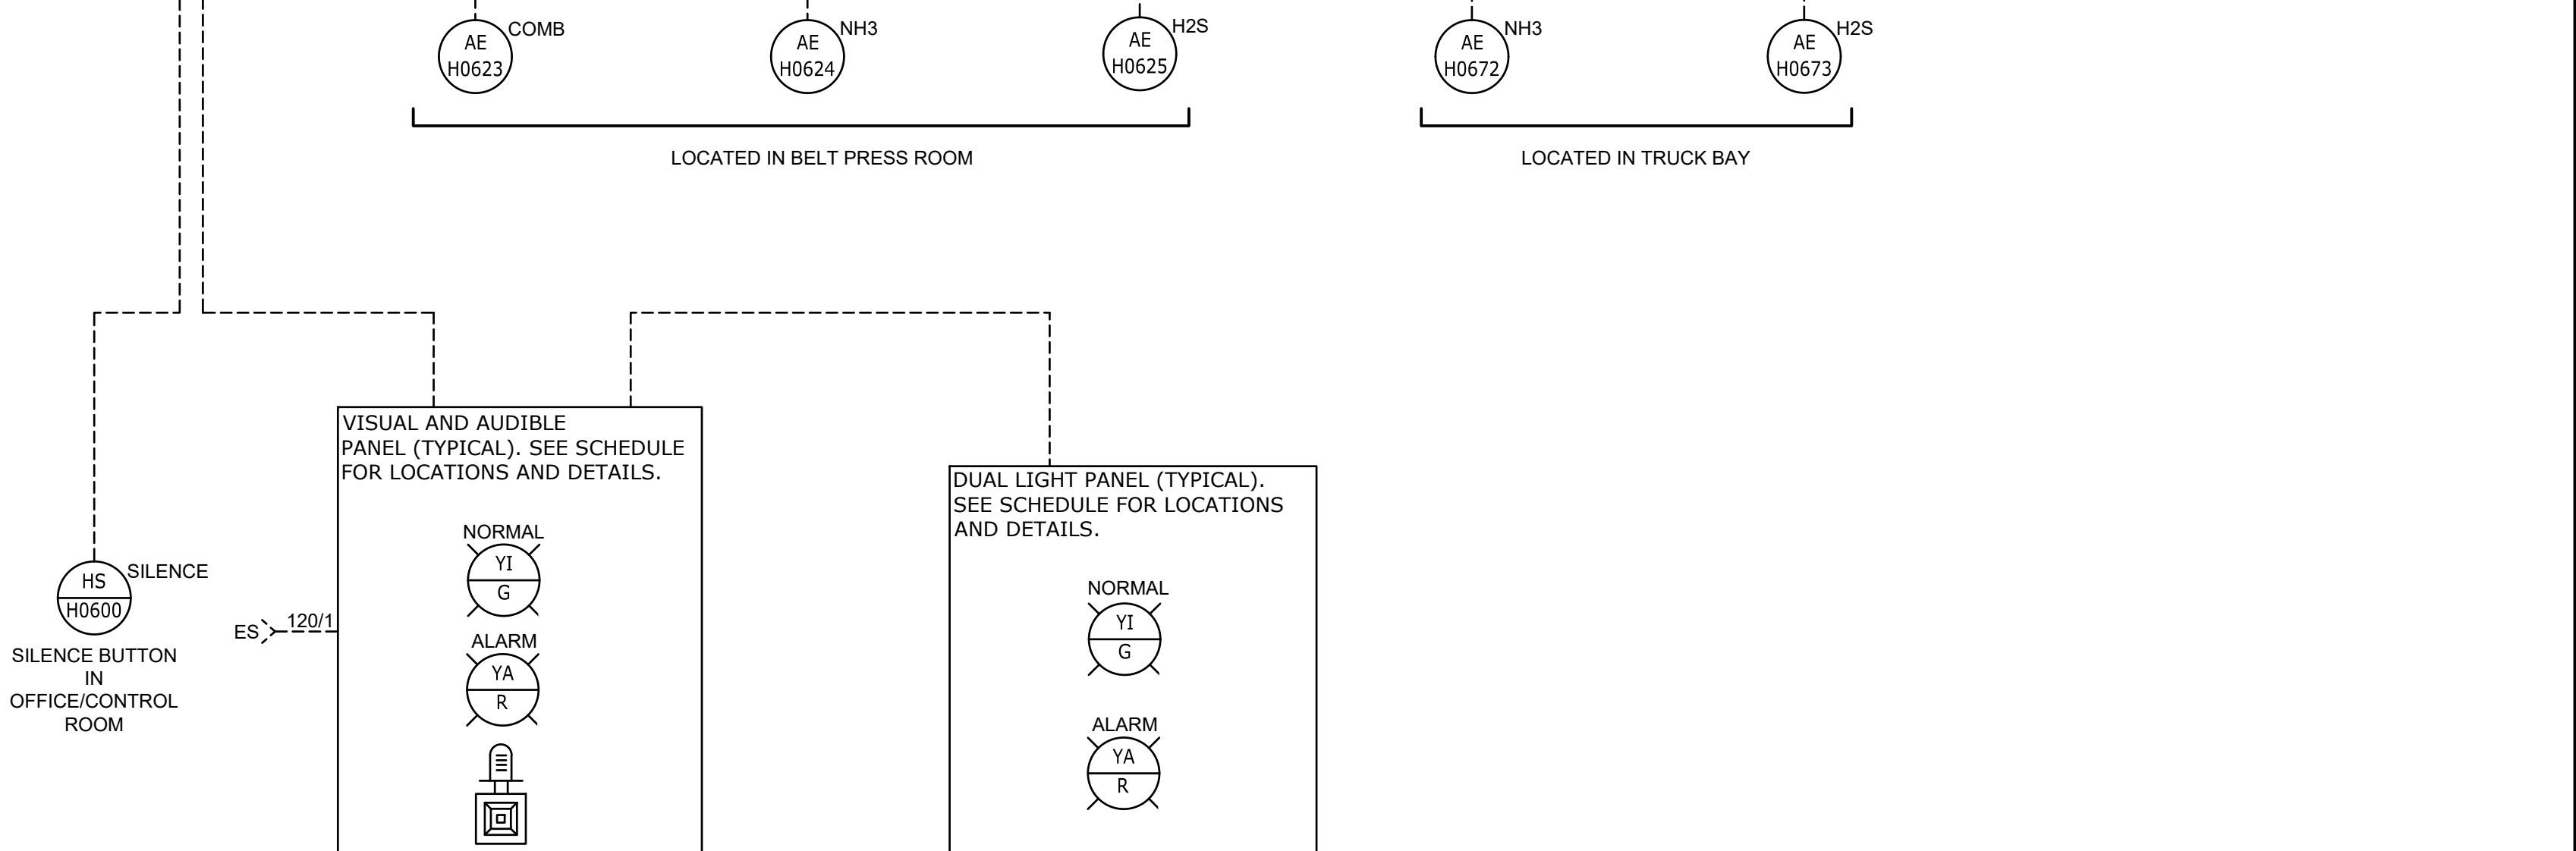 AE
H0623
COMB
AE
H0624
NH3
AE
H0625
H2S
AE
H0672
NH3
AE
H0673
H2S
LOCATED IN BELT PRESS ROOM
LOCATED IN TRUCK BAY
HS
H0600
SILENCE
SILENCE BUTTON
IN
OFFICE/CONTROL
ROOM
ES
120/1
VISUAL AND AUDIBLE
PANEL (TYPICAL). SEE SCHEDULE
FOR LOCATIONS AND DETAILS.
NORMAL
YI
G
ALARM
YA
R
DUAL LIGHT PANEL (TYPICAL).
SEE SCHEDULE FOR LOCATIONS
AND DETAILS.
NORMAL
YI
G
ALARM
YA
R